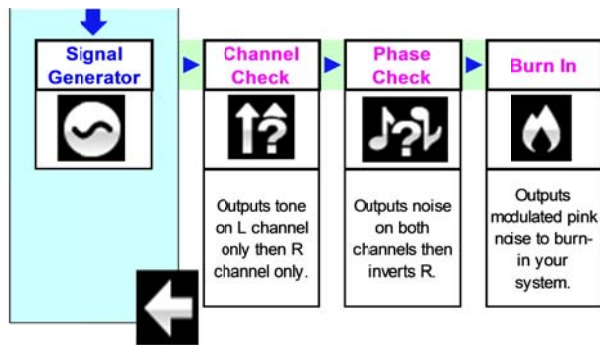 Signal
Generator
Channel
Check
Phase
Check
Burn In
Outputs tone
on L channel
only then R
channel only.
Outputs noise
on both
channels then
inverts R.
Outputs
modulated pink
noise to burn-
in your
system.